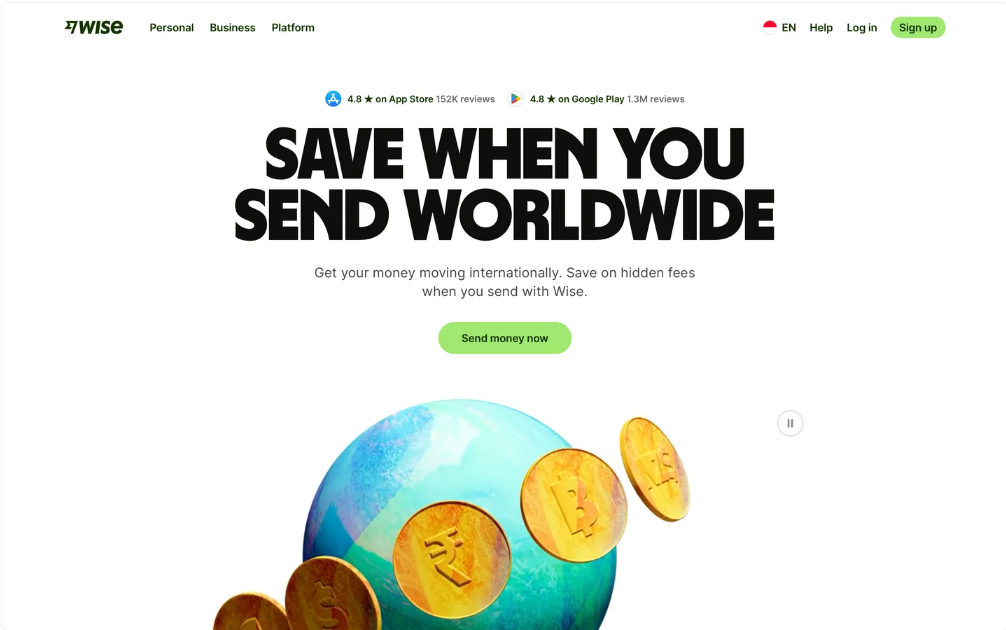 WISE
Personal
Business
Platform
EN
Help
Log in
Sign up
4.8 ★ on App Store 152K reviews
4.8 ★ on Google Play 1.3M reviews
SAVE WHEN YOU
SEND WORLDWIDE
Get your money moving internationally. Save on hidden fees
when you send with Wise.
Send money now
₹